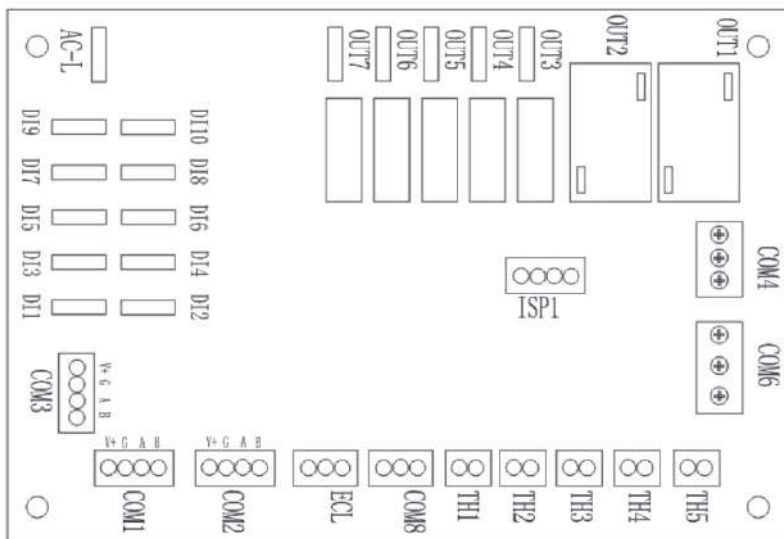 AC-L
OUT7
OUT6
OUT5
OUT4
OUT3
OUT2
OUT1
DI9
DI10
DI7
DI8
DI5
DI6
DI3
DI4
DI1
DI2
ISP1
COM4
COM6
COM3
V+ G A B
V+ G A B
V+ G A B
COM1
COM2
ECL
COM8
TH1
TH2
TH3
TH4
TH5